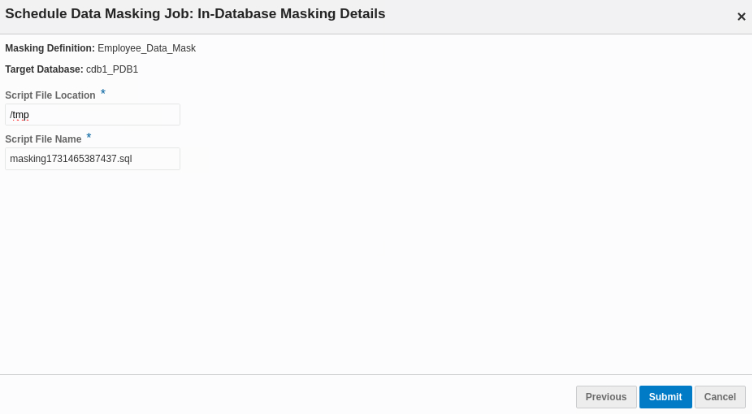 Schedule Data Masking Job: In-Database Masking Details
Masking Definition: Employee_Data_Mask
Target Database: cdb1_PDB1
Script File Location *
/tmp
Script File Name *
masking1731465387437.sql
Previous Submit Cancel